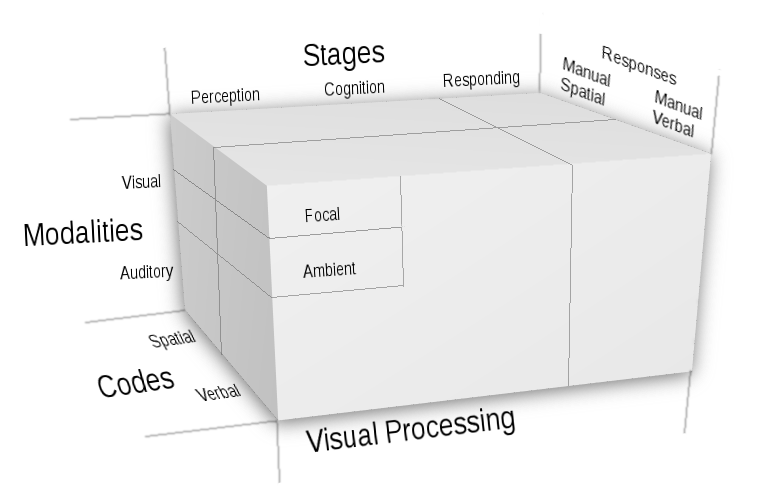 Stages
Perception
Cognition
Responding
Responses
Manual
Spatial
Manual
Verbal
Visual
Modalities
Auditory
Focal
Ambient
Spatial
Codes
Verbal
Visual Processing